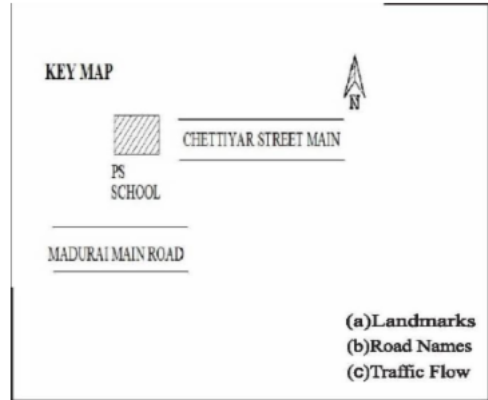 KEY MAP
N
CHETTIYAR STREET MAIN
PS
SCHOOL
MADURAI MAIN ROAD
(a)Landmarks
(b)Road Names
(c)Traffic Flow